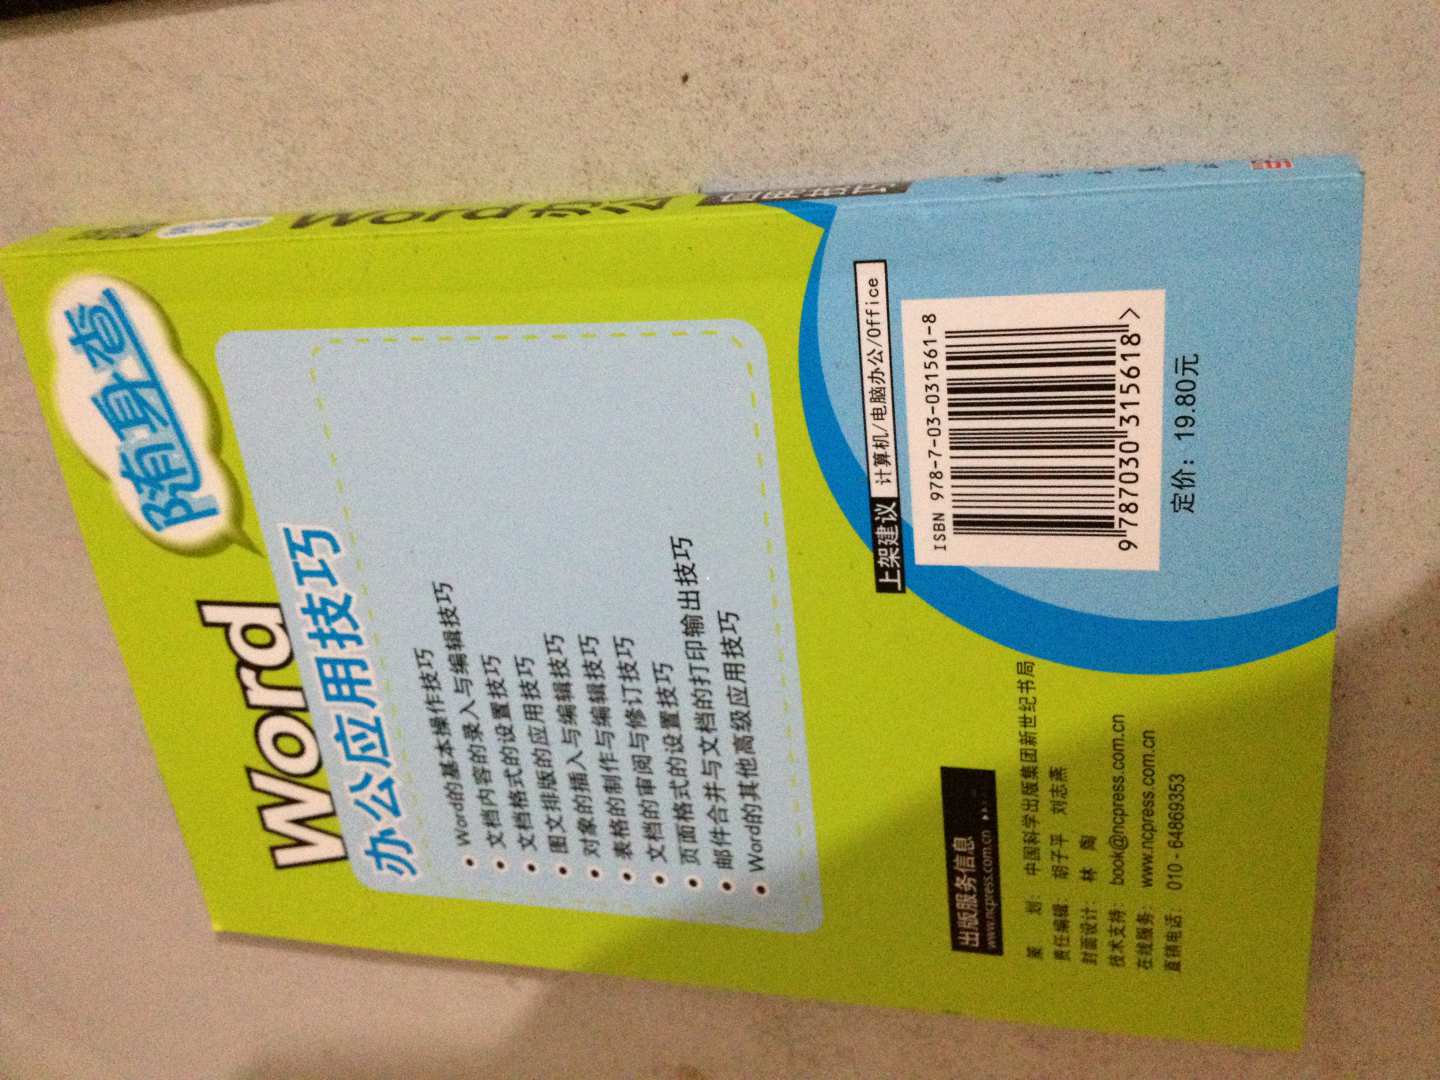 随身查
Word
办公应用技巧
• Word的基本操作技巧
• 文档内容的录入与编辑技巧
• 文档格式的设置技巧
• 图文排版的应用技巧
• 对象的插入与编辑技巧
• 表格的制作与编辑技巧
• 文档的审阅与修订技巧
• 页面格式的设置技巧
• 邮件合并与文档的打印输出技巧
• Word的其他高级应用技巧
出版服务信息
www.ncpress.com.cn
策 划: 中国科学出版集团新世纪书局
责任编辑: 胡子平 刘志燕
封面设计: 林 陶
技术支持: book@ncpress.com.cn
在线服务: www.ncpress.com.cn
直销电话: 010-64869353
上架建议 计算机/电脑办公/Office
ISBN 978-7-03-031561-8
9 787030 315618 >
定价: 19.80元
Word办公